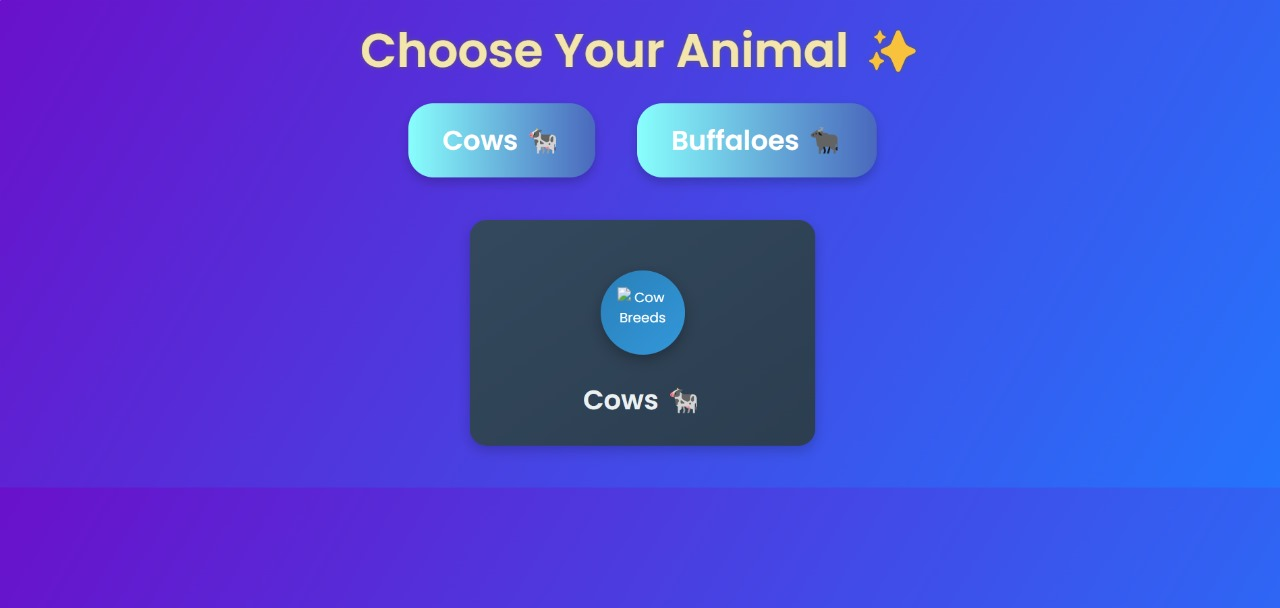 Choose Your Animal ✨
Cows 🐄
Buffaloes 🐃
Cow
Breeds
Cows 🐄